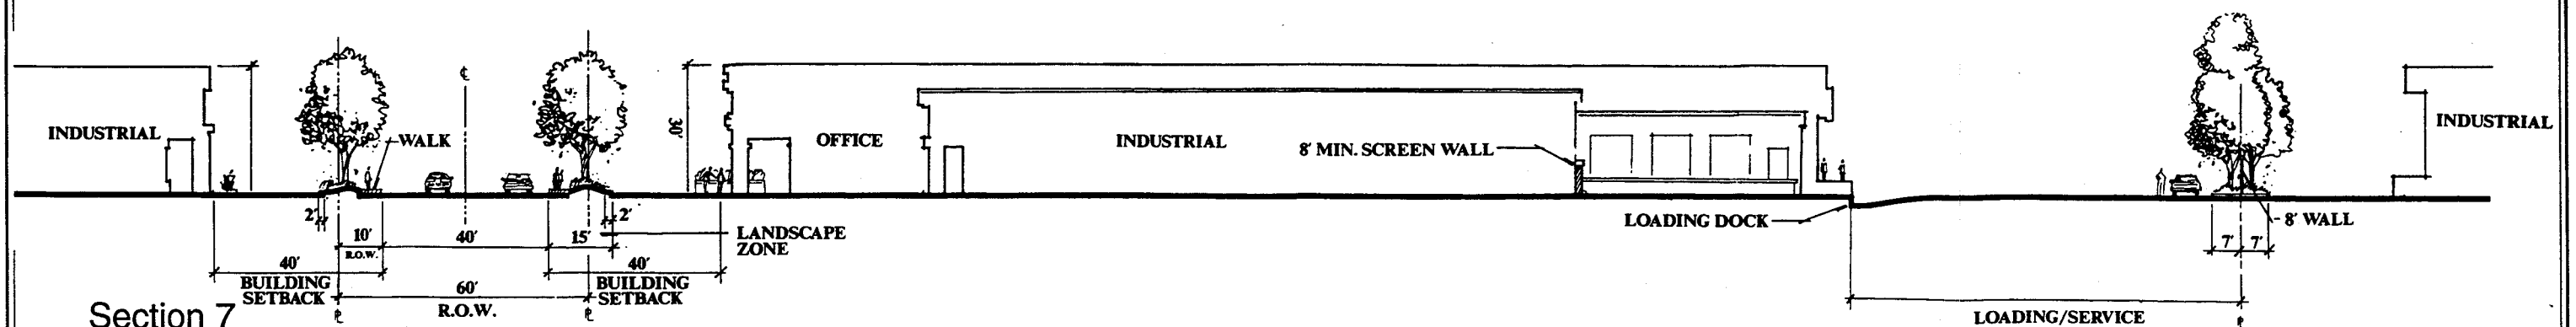 ℄
30'
INDUSTRIAL
WALK
OFFICE
INDUSTRIAL
8' MIN. SCREEN WALL
INDUSTRIAL
2'
2'
LOADING DOCK
8' WALL
10'
R.O.W.
40'
15'
LANDSCAPE
ZONE
7'
7'
40'
BUILDING
SETBACK
40'
BUILDING
SETBACK
60'
R.O.W.
Section 7
LOADING/SERVICE